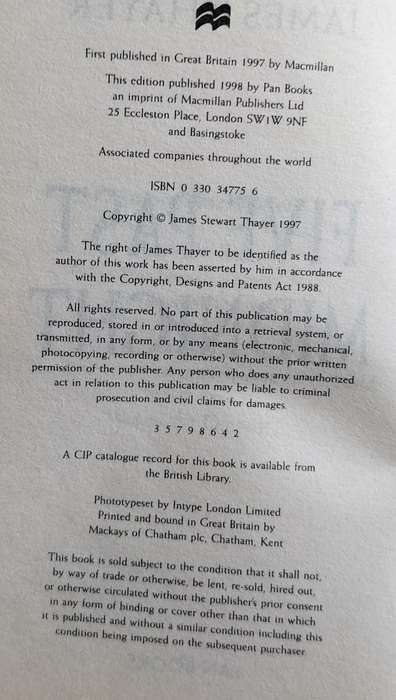 First published in Great Britain 1997 by Macmillan
This edition published 1998 by Pan Books
an imprint of Macmillan Publishers Ltd
25 Eccleston Place, London SW1W 9NF
and Basingstoke
Associated companies throughout the world
ISBN 0 330 34775 6
Copyright © James Stewart Thayer 1997
The right of James Thayer to be identified as the
author of this work has been asserted by him in accordance
with the Copyright, Designs and Patents Act 1988.
All rights reserved. No part of this publication may be
reproduced, stored in or introduced into a retrieval system, or
transmitted, in any form, or by any means (electronic, mechanical,
photocopying, recording or otherwise) without the prior written
permission of the publisher. Any person who does any unauthorized
act in relation to this publication may be liable to criminal
prosecution and civil claims for damages.
3 5 7 9 8 6 4 2
A CIP catalogue record for this book is available from
the British Library.
Phototypeset by Intype London Limited
Printed and bound in Great Britain by
Mackays of Chatham plc, Chatham, Kent
This book is sold subject to the condition that it shall not,
by way of trade or otherwise, be lent, re-sold, hired out,
or otherwise circulated without the publisher's prior consent
in any form of binding or cover other than that in which
it is published and without a similar condition including this
condition being imposed on the subsequent purchaser.